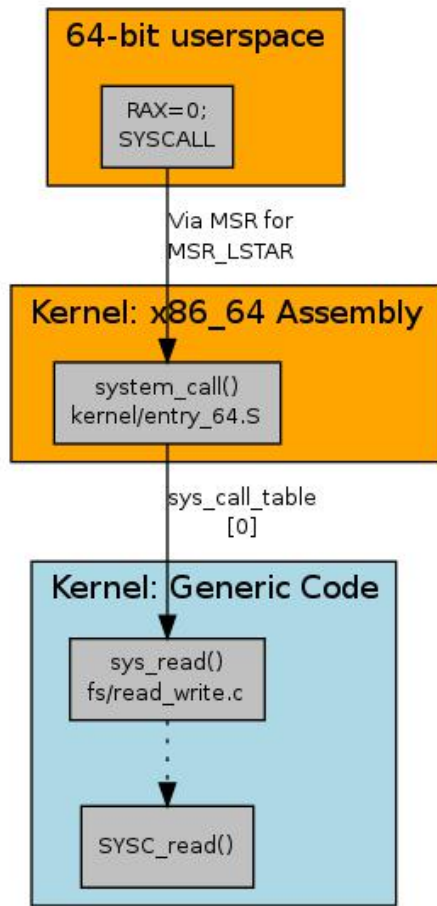 64-bit userspace
RAX=0;
SYSCALL
Via MSR for
MSR_LSTAR
Kernel: x86_64 Assembly
system_call()
kernel/entry_64.S
sys_call_table
[0]
Kernel: Generic Code
sys_read()
fs/read_write.c
SYSC_read()